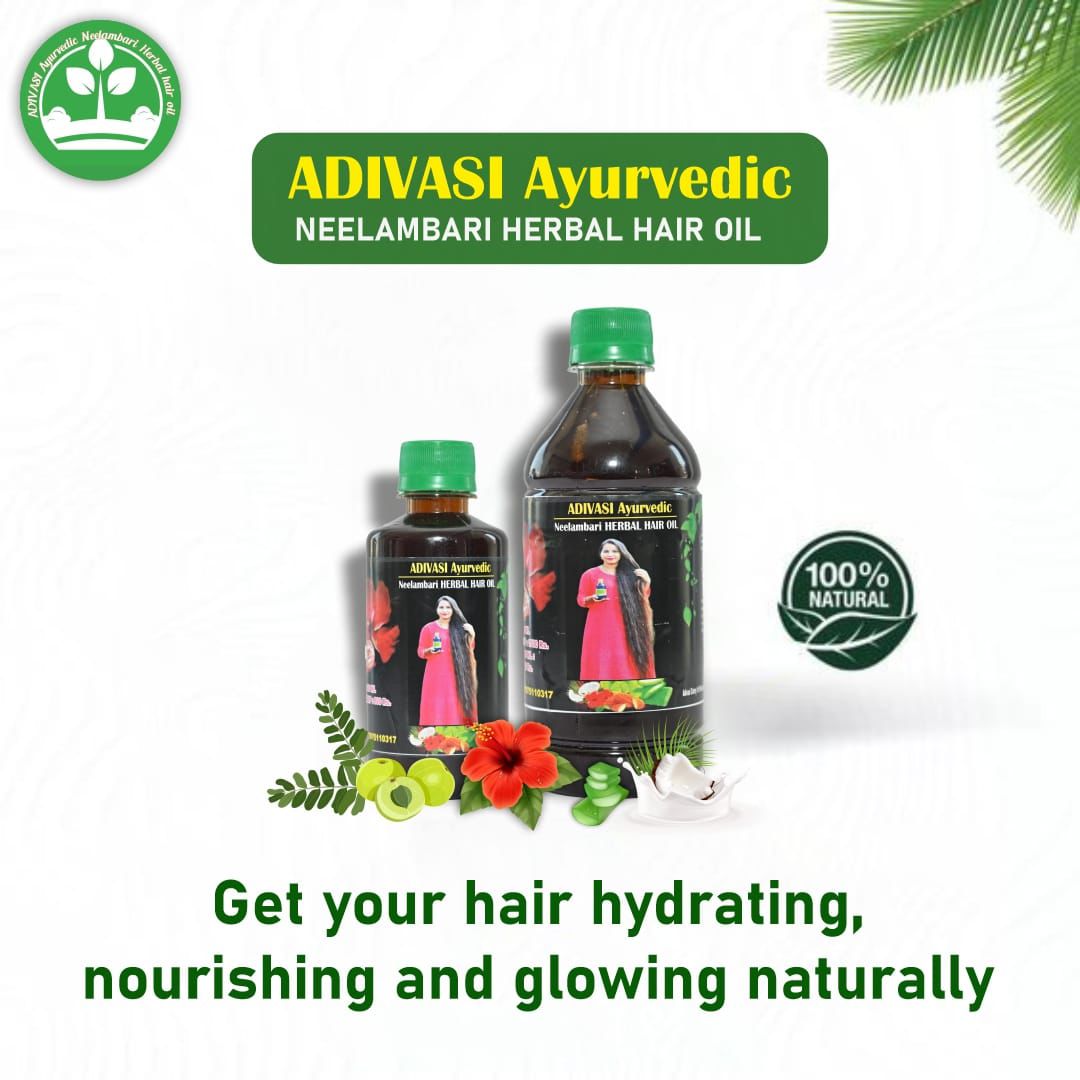 ADIVASI Ayurvedic Neelambari Herbal hair oil
ADIVASI Ayurvedic
NEELAMBARI HERBAL HAIR OIL
ADIVASI Ayurvedic
Neelambari HERBAL HAIR OIL
ADIVASI Ayurvedic
Neelambari HERBAL HAIR OIL
100%
NATURAL
Get your hair hydrating,
nourishing and glowing naturally